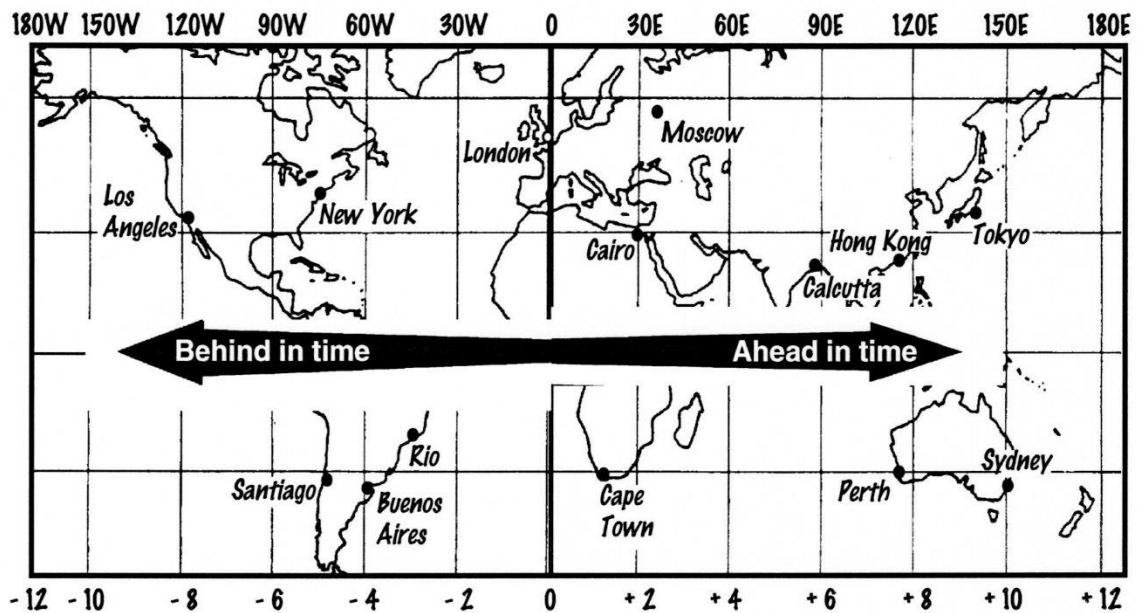 180W 150W 120W 90W 60W 30W 0 30E 60E 90E 120E 150E 180E
Moscow
London
Los
Angeles
New York
Cairo
Hong Kong
Tokyo
Calcutta
Behind in time
Ahead in time
Rio
Santiago
Buenos
Aires
Cape
Town
Perth
Sydney
- 12 - 10 - 8 - 6 - 4 - 2 0 + 2 + 4 + 6 + 8 + 10 + 12